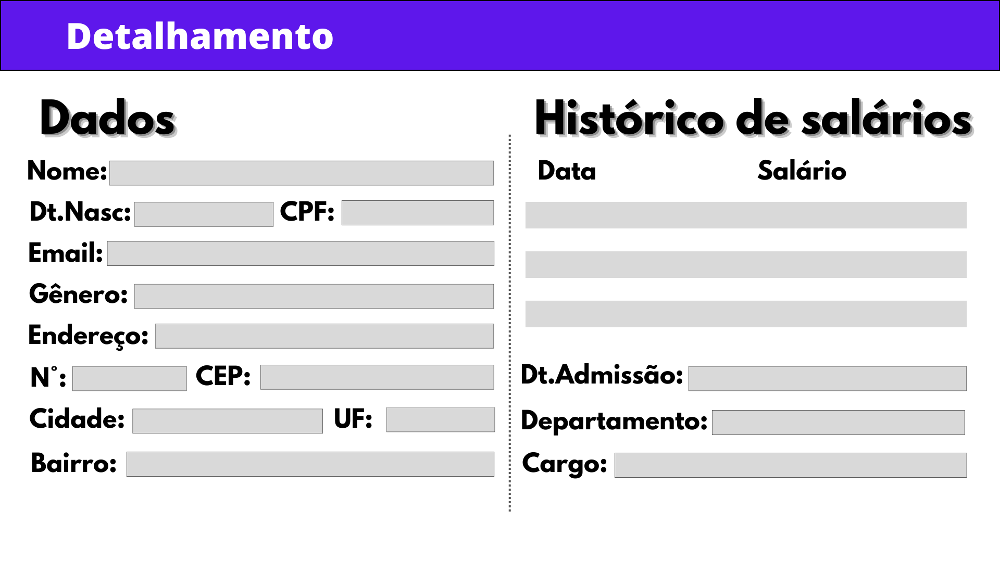 Detalhamento
Dados
Nome:
Dt.Nasc: CPF:
Email:
Gênero:
Endereço:
N°: CEP:
Cidade: UF:
Bairro:
Histórico de salários
Data Salário
Dt.Admissão:
Departamento:
Cargo: